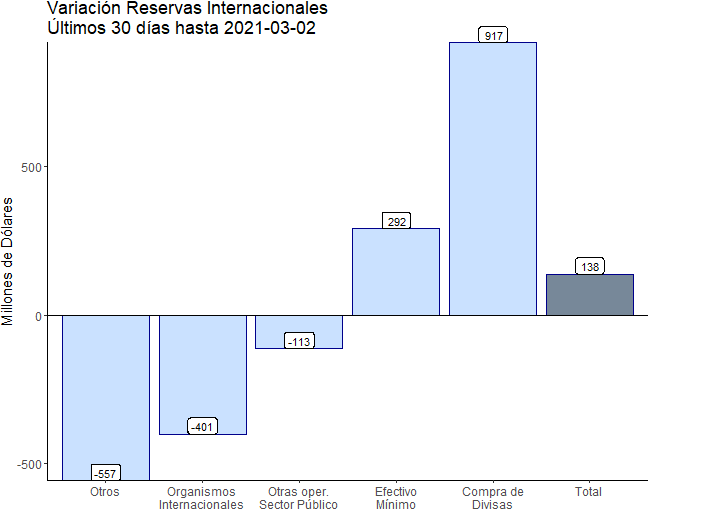 Variación Reservas Internacionales
Últimos 30 días hasta 2021-03-02
Millones de Dólares
500
0
-500
-557
-401
-113
292
917
138
Otros
Organismos
Internacionales
Otras oper.
Sector Público
Efectivo
Mínimo
Compra de
Divisas
Total